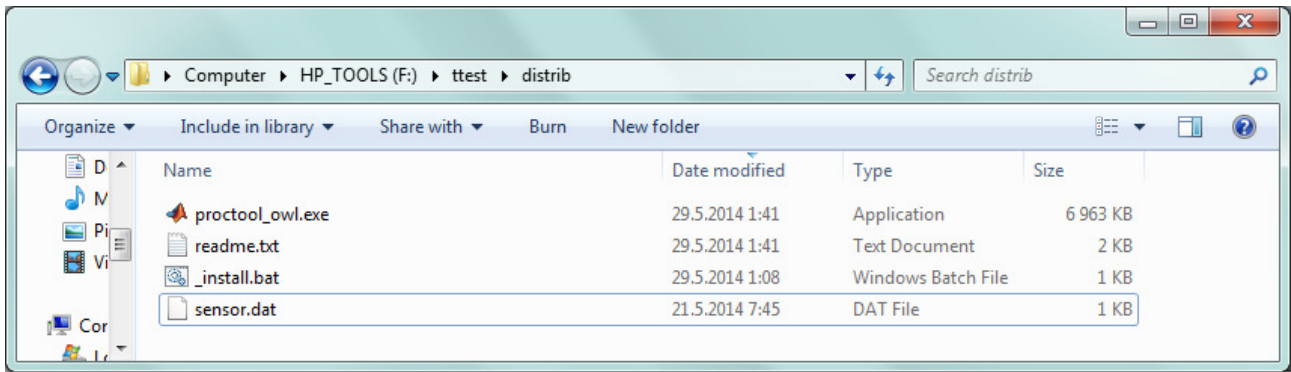 Computer HP_TOOLS (F:) ttest distrib Search distrib
Organize Include in library Share with Burn New folder
Name Date modified Type Size
proctool_owl.exe 29.5.2014 1:41 Application 6 963 KB
readme.txt 29.5.2014 1:41 Text Document 2 KB
_install.bat 29.5.2014 1:08 Windows Batch File 1 KB
sensor.dat 21.5.2014 7:45 DAT File 1 KB